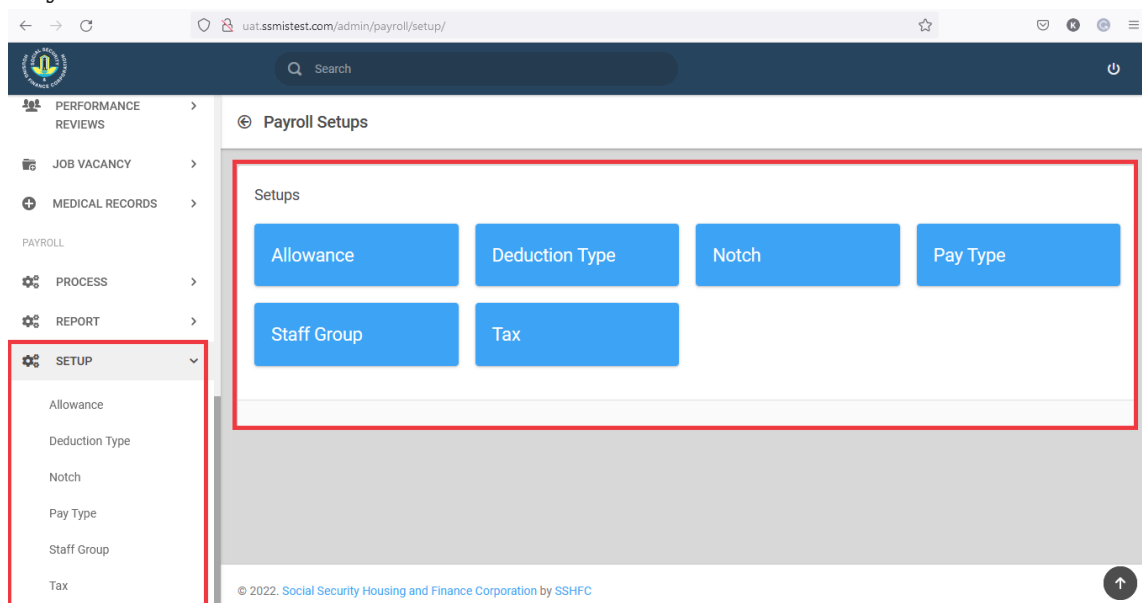 uat.ssmistest.com/admin/payroll/setup/
K
Search
PERFORMANCE
REVIEWS
JOB VACANCY
MEDICAL RECORDS
PAYROLL
PROCESS
REPORT
SETUP
Allowance
Deduction Type
Notch
Pay Type
Staff Group
Tax
Payroll Setups
Setups
Allowance
Deduction Type
Notch
Pay Type
Staff Group
Tax
© 2022. Social Security Housing and Finance Corporation by SSHFC